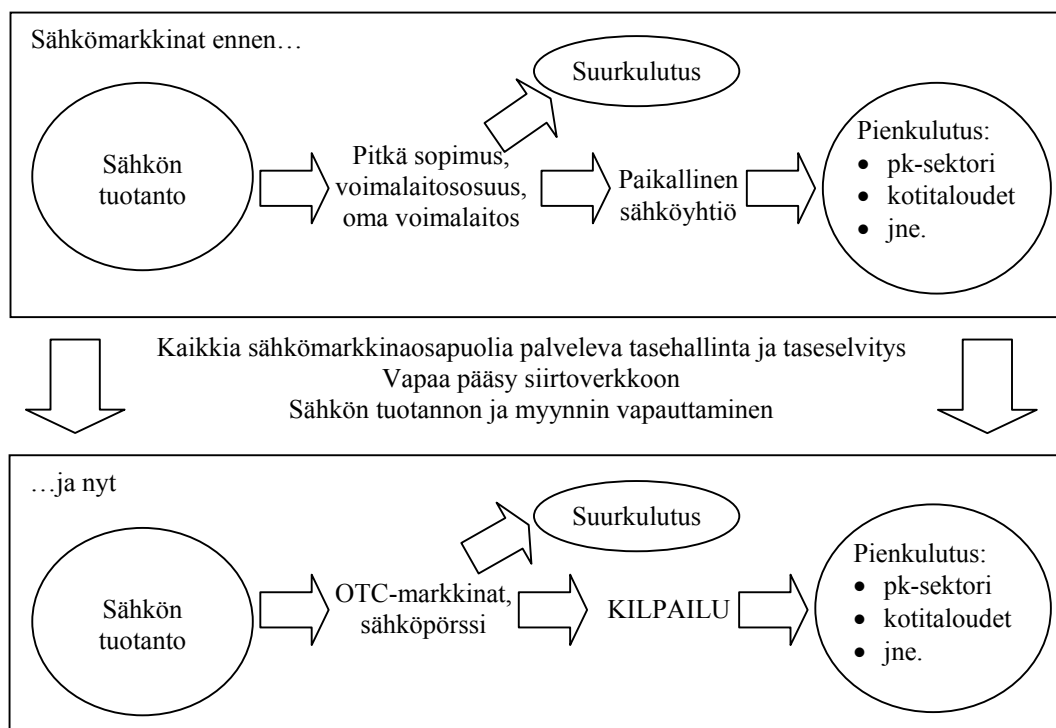 Sähkömarkkinat ennen…
Sähkön
tuotanto
Pitkä sopimus,
voimalaitososuus,
oma voimalaitos
Suurkulutus
Paikallinen
sähköyhtiö
Pienkulutus:
• pk-sektori
• kotitaloudet
• jne.
Kaikkia sähkömarkkinaosapuolia palveleva tasehallinta ja taseselvitys
Vapaa pääsy siirtoverkkoon
Sähkön tuotannon ja myynnin vapauttaminen
…ja nyt
Sähkön
tuotanto
OTC-markkinat,
sähköpörssi
Suurkulutus
KILPAILU
Pienkulutus:
• pk-sektori
• kotitaloudet
• jne.